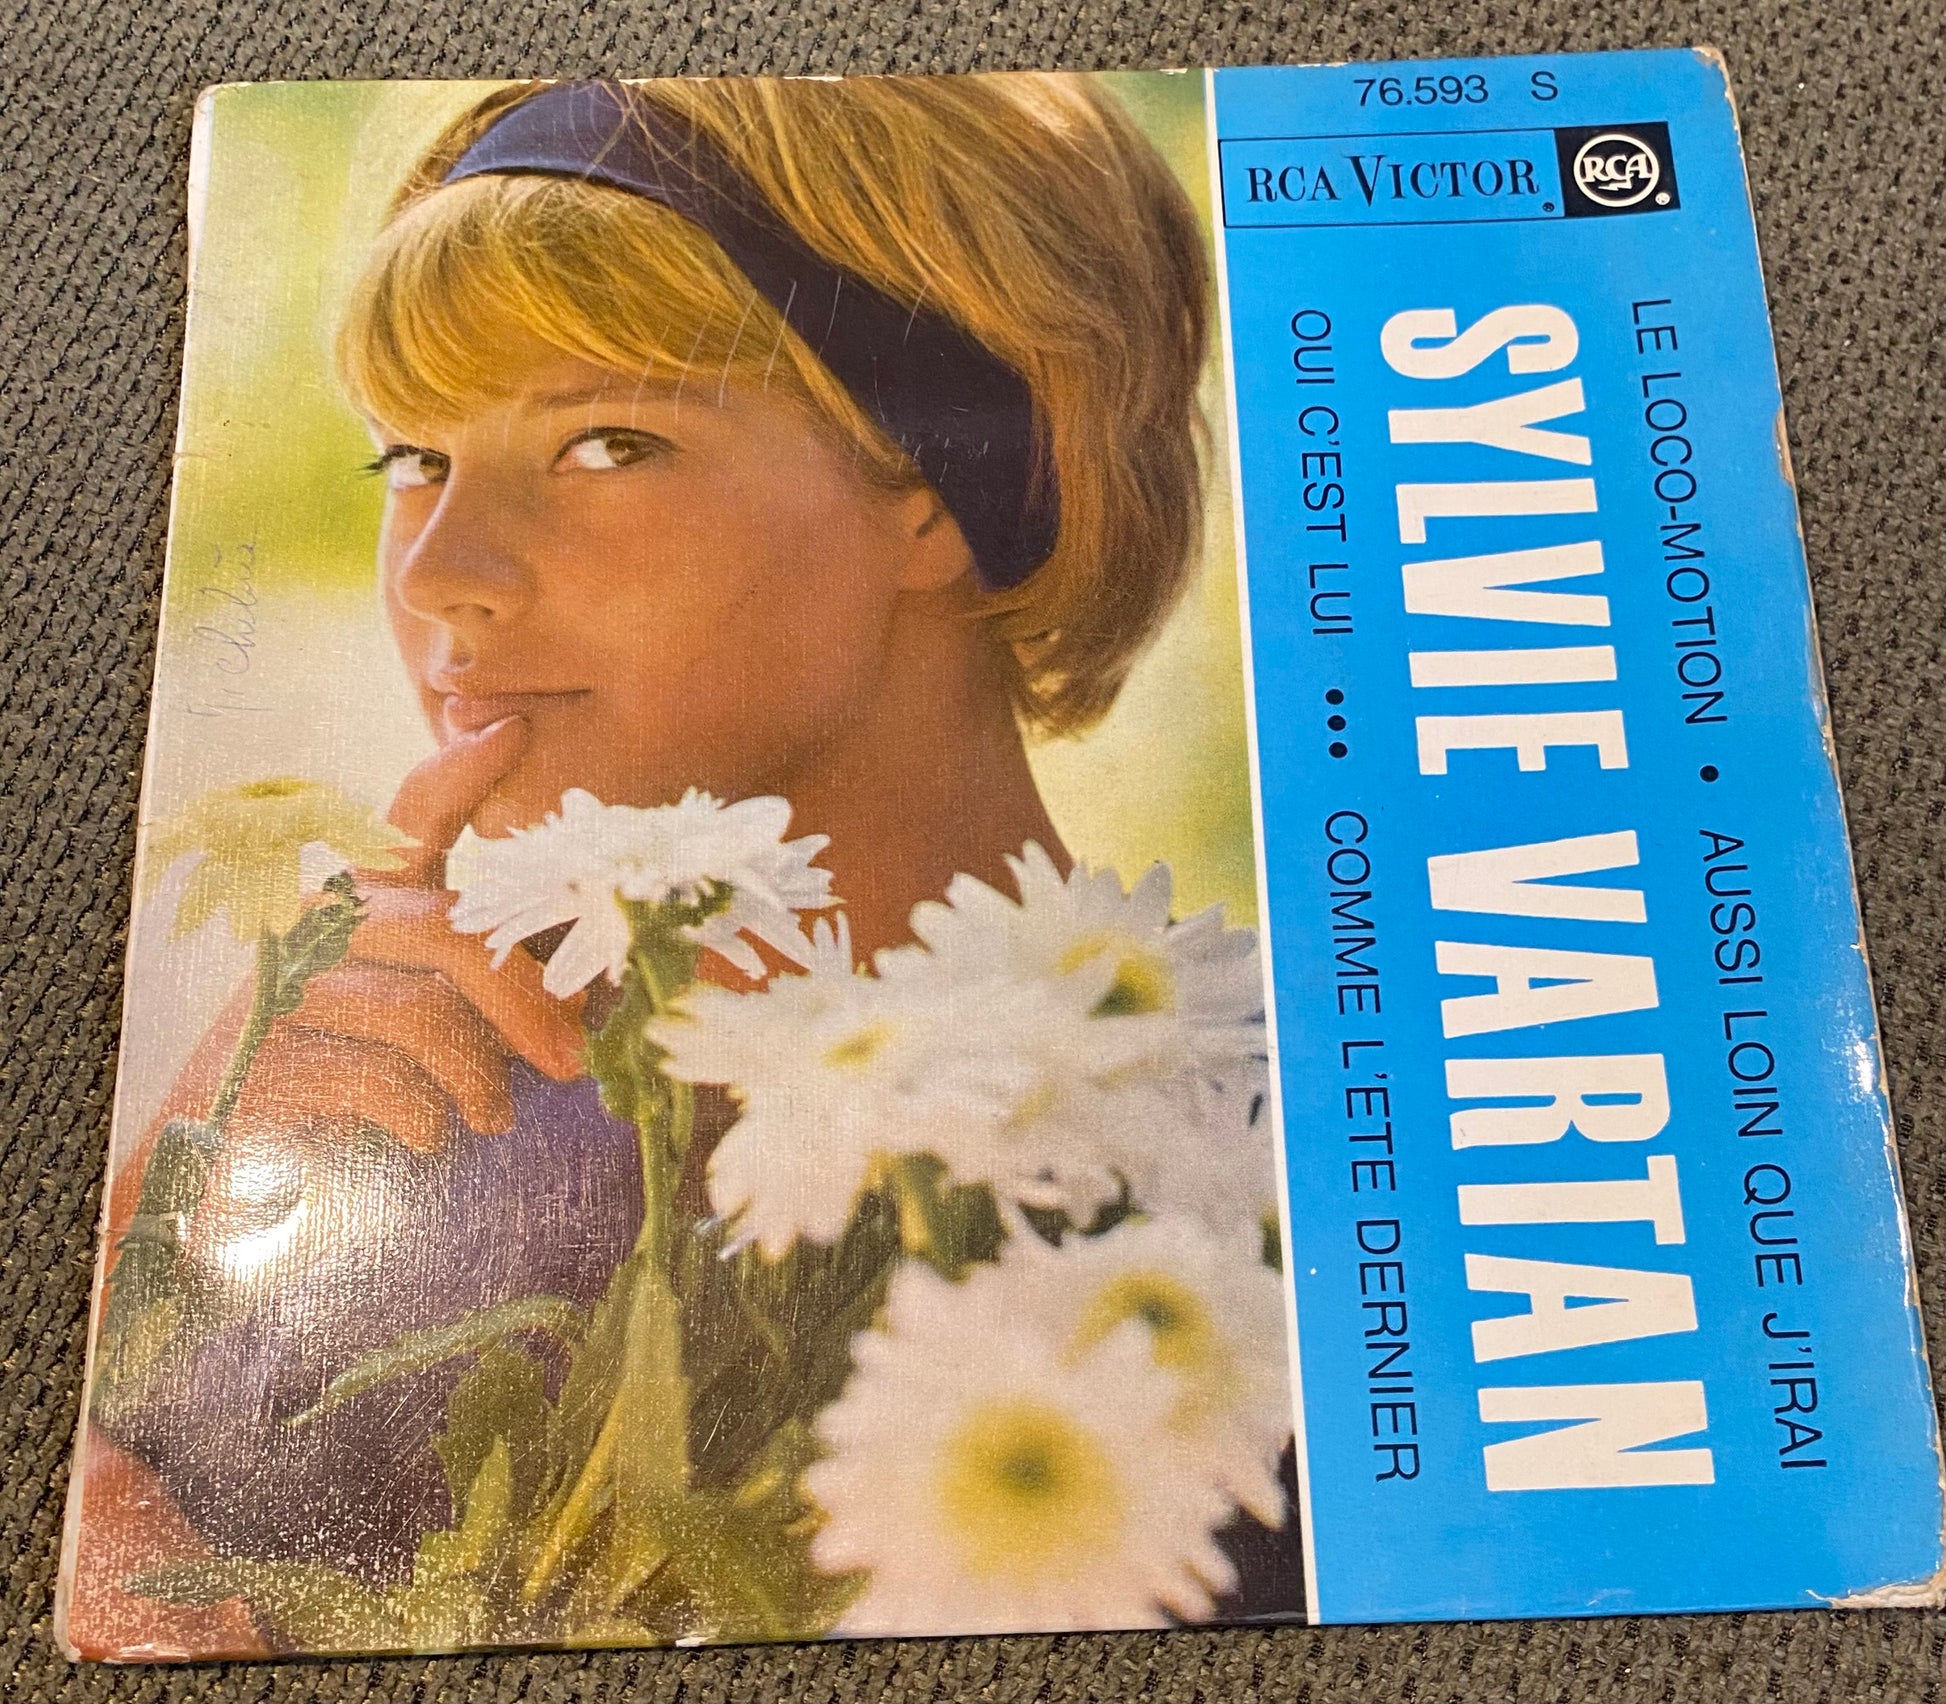 76.593 S
RCA VICTOR
RCA
LE LOCO-MOTION • AUSSI LOIN QUE J'IRAI
SYLVIE VARTAN
OUI C'EST LUI ... COMME L'ETE DERNIER